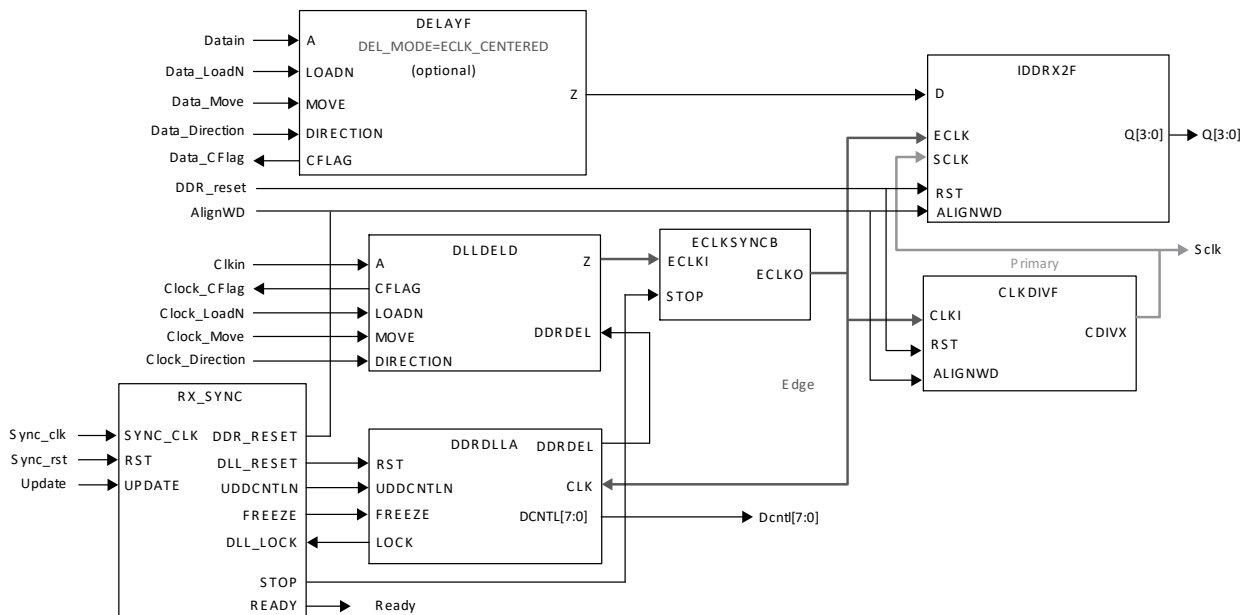 DELAYF
Datain
A
DEL_MODE=ECLK_CENTERED
(optional)
Data_LoadN
LOADN
Z
Data_Move
MOVE
Data_Direction
DIRECTION
Data_CFlag
CFLAG
IDDRX2F
D
ECLK
Q[3:0]
Q[3:0]
SCLK
RST
ALIGNWD
DDR_reset
AlignWD
DLLDELD
Clkin
A
Z
Clock_CFlag
CFLAG
Clock_LoadN
LOADN
Clock_Move
MOVE
DDRDEL
Clock_Direction
DIRECTION
ECLKSYNCB
ECLKI
ECLKO
STOP
Sclk
Primary
CLKDIVF
CLKI
CDIVX
RST
ALIGNWD
Edge
RX_SYNC
Sync_clk
SYNC_CLK
DDR_RESET
Sync_rst
RST
DLL_RESET
Update
UPDATE
UDDCNTLN
FREEZE
DLL_LOCK
STOP
READY
Ready
DDRDLLA
DDRDEL
RST
UDDCNTLN
CLK
FREEZE
DCNTL[7:0]
Dcntl[7:0]
LOCK